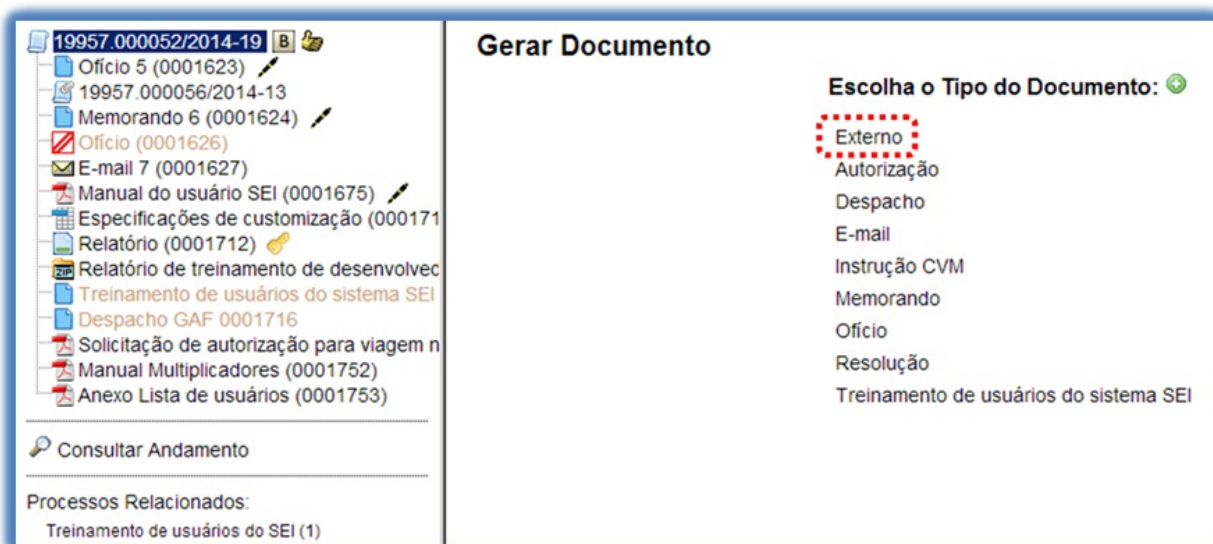 19957.000052/2014-19 B
Ofício 5 (0001623)
19957.000056/2014-13
Memorando 6 (0001624)
Ofício (0001626)
E-mail 7 (0001627)
Manual do usuário SEI (0001675)
Especificações de customização (000171
Relatório (0001712)
ZIP Relatório de treinamento de desenvolvec
Treinamento de usuários do sistema SEI
Despacho GAF 0001716
Solicitação de autorização para viagem n
Manual Multiplicadores (0001752)
Anexo Lista de usuários (0001753)
Consultar Andamento
Processos Relacionados:
Treinamento de usuários do SEI (1)
Gerar Documento
Escolha o Tipo do Documento:
Externo
Autorização
Despacho
E-mail
Instrução CVM
Memorando
Ofício
Resolução
Treinamento de usuários do sistema SEI